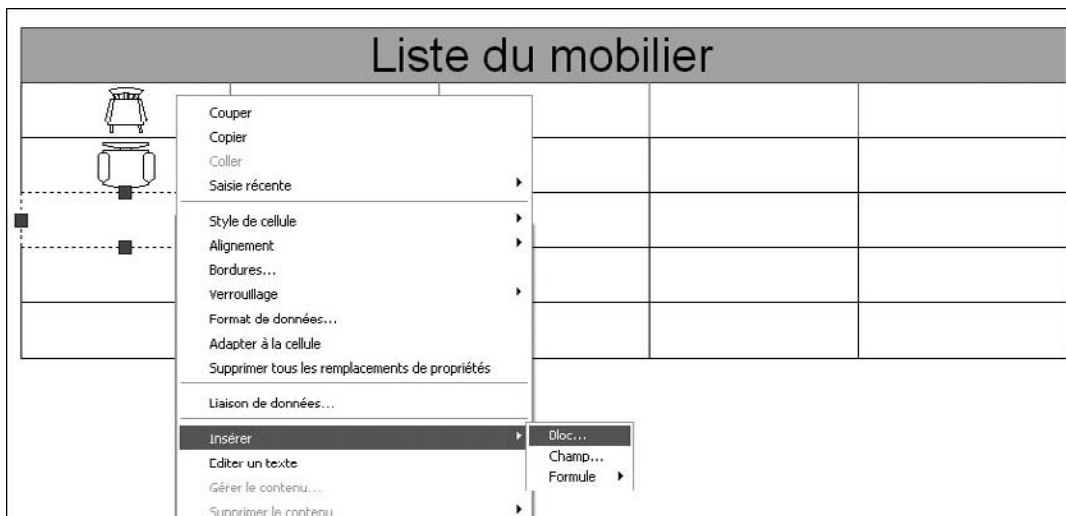 Liste du mobilier
Couper
Copier
Coller
Saisie récente
Style de cellule
Alignement
Bordures...
Verrouillage
Format de données...
Adapter à la cellule
Supprimer tous les remplacements de propriétés
Liaison de données...
Insérer
Bloc...
Champ...
Formule
Editer un texte
Gérer le contenu...
Supprimer le contenu